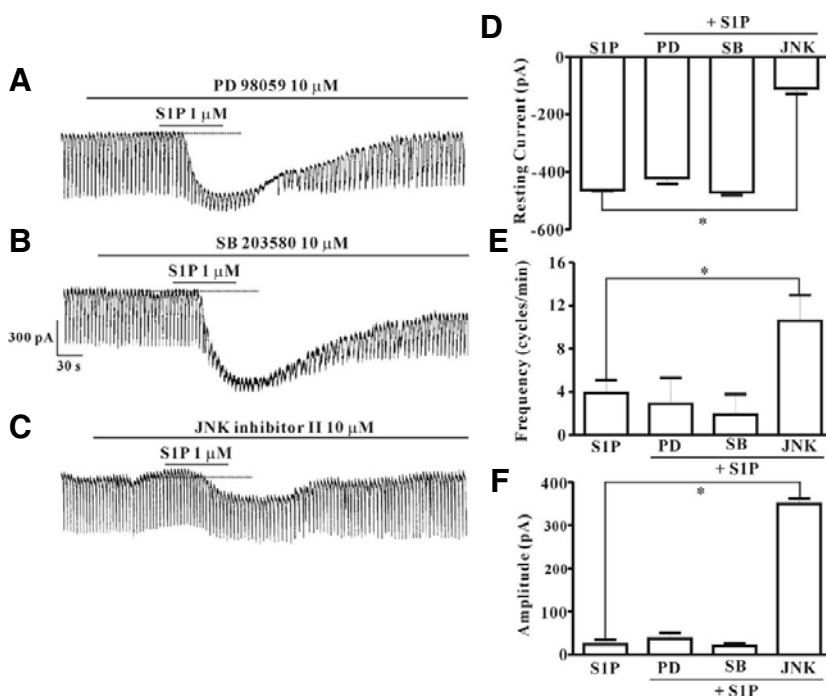 A
PD 98059 10 μM
S1P 1 μM
B
SB 203580 10 μM
S1P 1 μM
300 pA
30 s
C
JNK inhibitor II 10 μM
S1P 1 μM
D
+ S1P
S1P PD SB JNK
0
-200
-400
-600
Resting Current (pA)
*
E
16
12
8
4
0
Frequency (cycles/min)
*
S1P PD SB JNK
+ S1P
F
400
300
200
100
0
Amplitude (pA)
*
S1P PD SB JNK
+ S1P